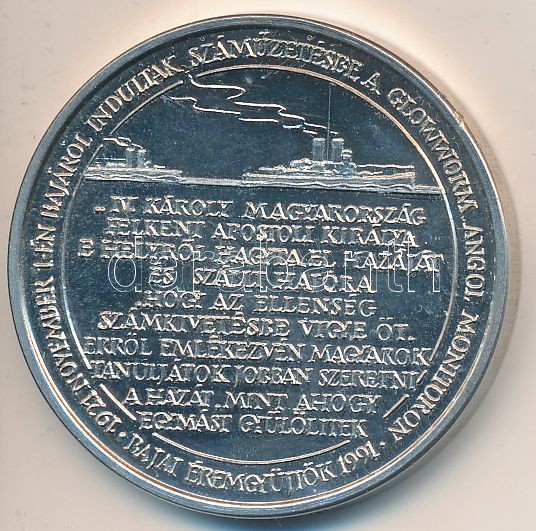 1921 NOVEMBER 1-ÉN BAJÁRÓL INDULTAK SZÁMŰZETÉSBE A GLOWWORM ANGOL MONITORON
· BAJAI ÉREMGYŰJTŐK 1991 ·
- IV. KÁROLY MAGYARORSZÁG
FELKENT APOSTOLI KIRÁLYA
E HELYRŐL HAGYTA EL HAZÁJÁT
ÉS SZÁLLT HAJÓRA
HOGY AZ ELLENSÉG
SZÁMKIVETÉSBE VIGYE ŐT.
ERRŐL EMLÉKEZVÉN MAGYAROK
TANULJÁTOK JOBBAN SZERETNI
A HAZÁT, MINT AHOGY
EGYMÁST GYŰLÖLITEK
darabanth